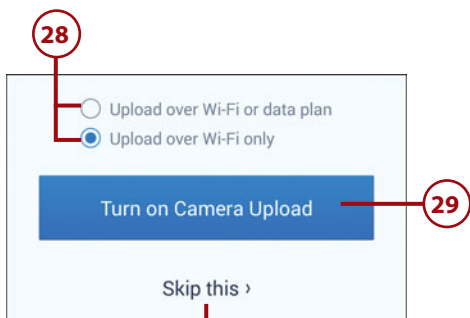 28
Upload over Wi-Fi or data plan
Upload over Wi-Fi only
Turn on Camera Upload
29
Skip this ›